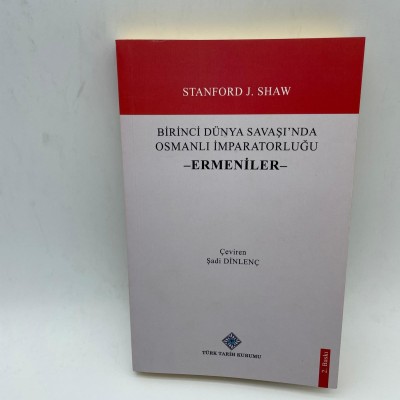 STANFORD J. SHAW
BİRİNCİ DÜNYA SAVAŞI'NDA
OSMANLI İMPARATORLUĞU
–ERMENİLER–
Çeviren
Şadi DİNLENÇ
TÜRK TARİH KURUMU
2. Baskı